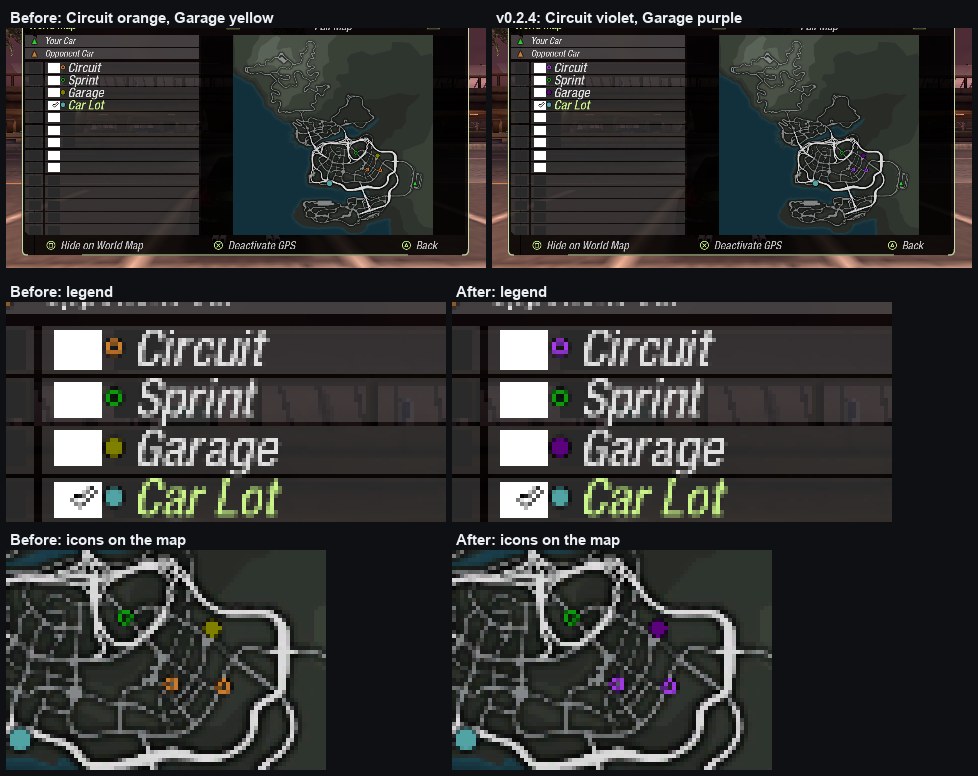 Before: Circuit orange, Garage yellow
Your Car
Opponent Car
Circuit
Sprint
Garage
Car Lot
Hide on World Map
Deactivate GPS
Back
v0.2.4: Circuit violet, Garage purple
Your Car
Opponent Car
Circuit
Sprint
Garage
Car Lot
Hide on World Map
Deactivate GPS
Back
Before: legend
Circuit
Sprint
Garage
Car Lot
After: legend
Circuit
Sprint
Garage
Car Lot
Before: icons on the map
After: icons on the map